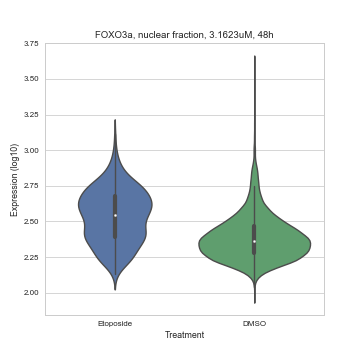 FOXO3a, nuclear fraction, 3.1623uM, 48h
3.75
3.50
3.25
3.00
2.75
2.50
2.25
2.00
Expression (log10)
Etoposide DMSO
Treatment